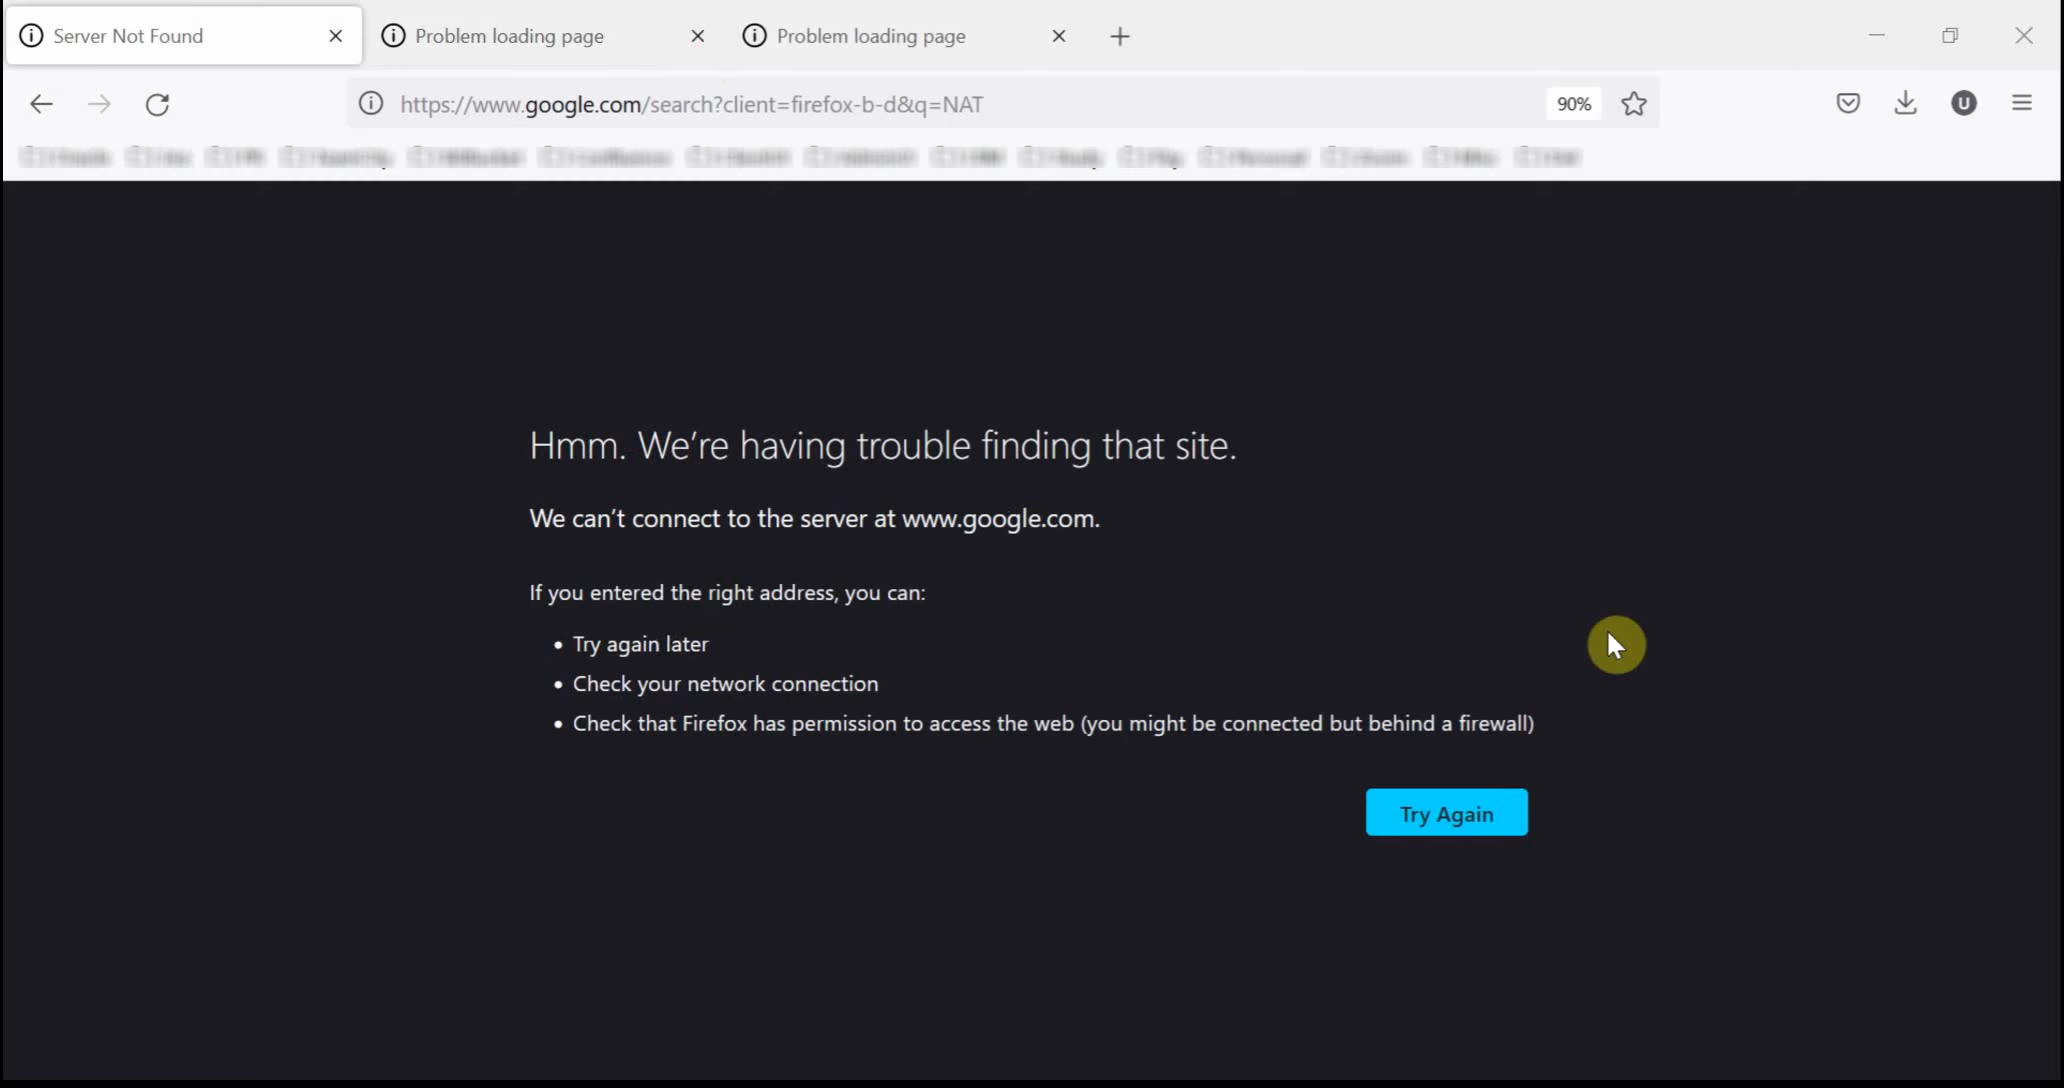 Server Not Found
Problem loading page
Problem loading page
https://www.google.com/search?client=firefox-b-d&q=NAT
90%
U
Hmm. We're having trouble finding that site.
We can't connect to the server at www.google.com.
If you entered the right address, you can:
• Try again later
• Check your network connection
• Check that Firefox has permission to access the web (you might be connected but behind a firewall)
Try Again